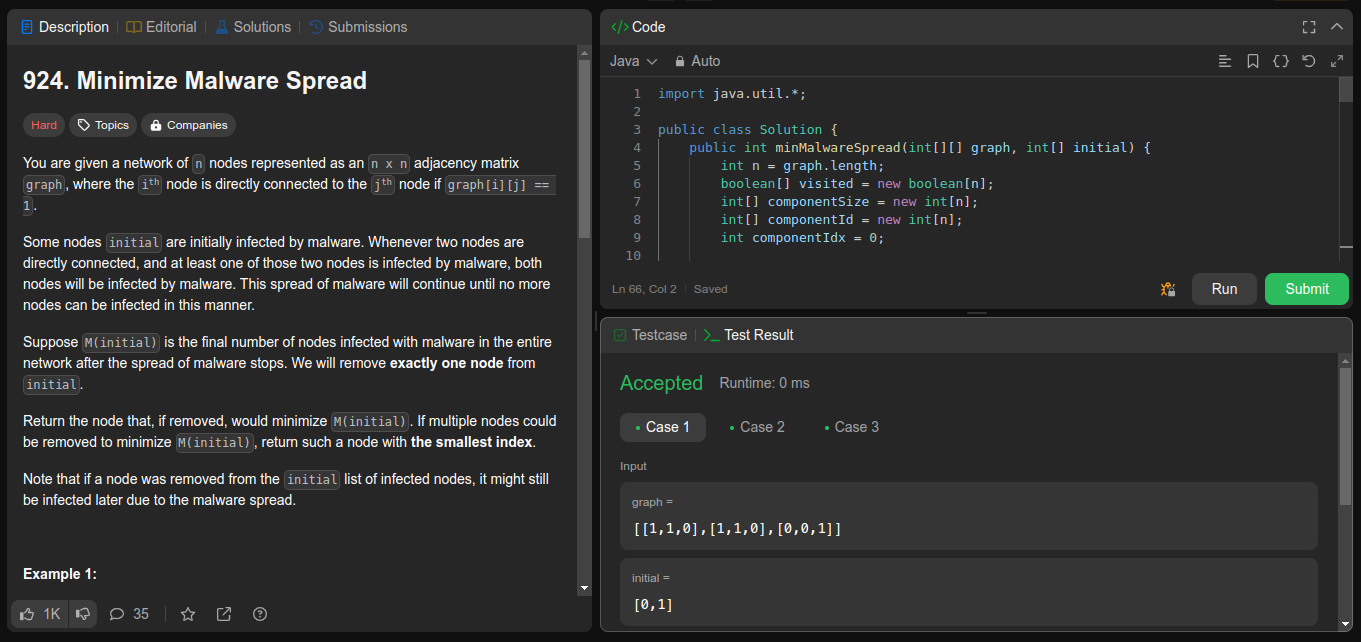 Description
Editorial
Solutions
Submissions
924. Minimize Malware Spread
Hard
Topics
Companies
You are given a network of n nodes represented as an n x n adjacency matrix
graph, where the ith node is directly connected to the jth node if graph[i][j] ==
1.
Some nodes initial are initially infected by malware. Whenever two nodes are
directly connected, and at least one of those two nodes is infected by malware, both
nodes will be infected by malware. This spread of malware will continue until no more
nodes can be infected in this manner.
Suppose M(initial) is the final number of nodes infected with malware in the entire
network after the spread of malware stops. We will remove exactly one node from
initial.
Return the node that, if removed, would minimize M(initial). If multiple nodes could
be removed to minimize M(initial), return such a node with the smallest index.
Note that if a node was removed from the initial list of infected nodes, it might still
be infected later due to the malware spread.
Example 1:
1K
35
</> Code
Java
Auto
1 import java.util.*;
2
3 public class Solution {
4 public int minMalwareSpread(int[][] graph, int[] initial) {
5 int n = graph.length;
6 boolean[] visited = new boolean[n];
7 int[] componentSize = new int[n];
8 int[] componentId = new int[n];
9 int componentIdx = 0;
10
Ln 66, Col 2
Saved
Run
Submit
Testcase
Test Result
Accepted
Runtime: 0 ms
Case 1
Case 2
Case 3
Input
graph =
[[1,1,0],[1,1,0],[0,0,1]]
initial =
[0,1]